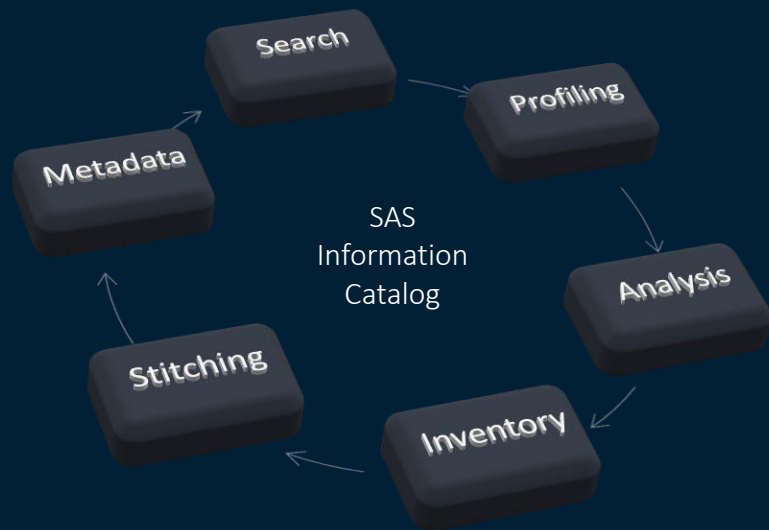 Search
Profiling
Metadata
SAS
Information
Catalog
Analysis
Stitching
Inventory